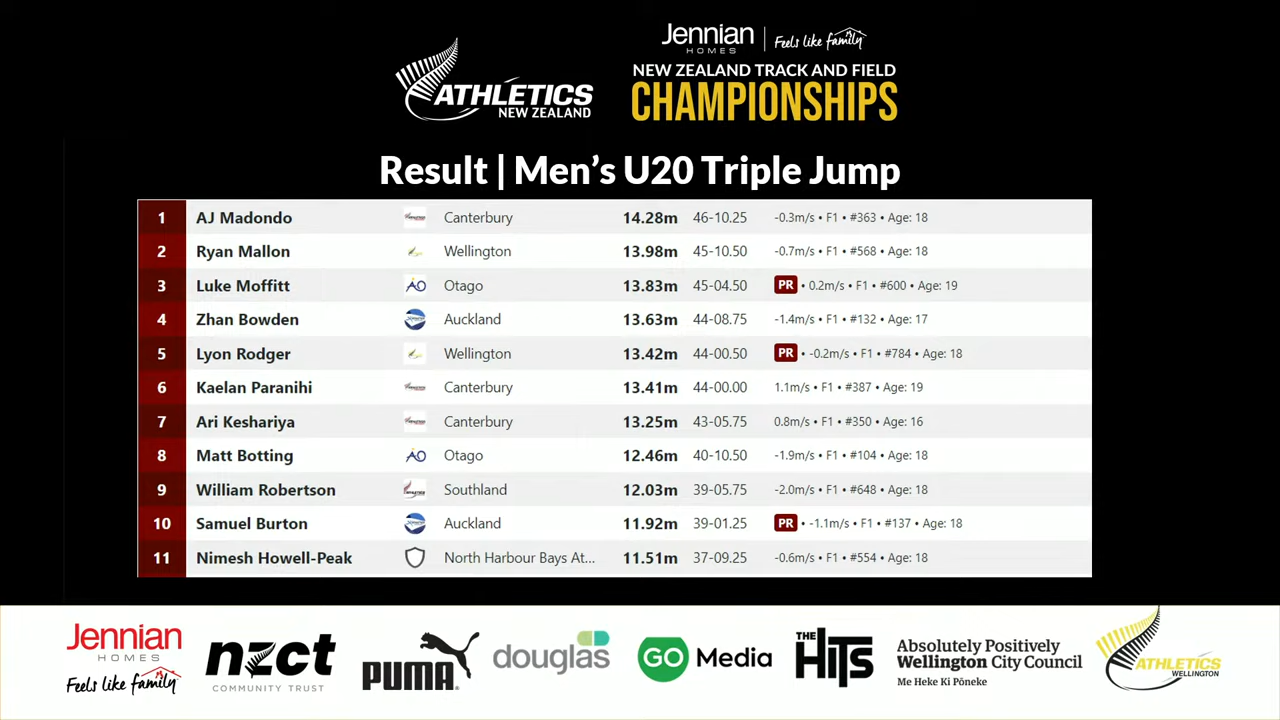 Jennian
HOMES
Feels like family
ATHLETICS
NEW ZEALAND
NEW ZEALAND TRACK AND FIELD
CHAMPIONSHIPS
Result | Men's U20 Triple Jump
1 AJ Madondo Canterbury 14.28m 46-10.25 -0.3m/s • F1 • #363 • Age: 18
2 Ryan Mallon Wellington 13.98m 45-10.50 -0.7m/s • F1 • #568 • Age: 18
3 Luke Moffitt Otago 13.83m 45-04.50 PR • 0.2m/s • F1 • #600 • Age: 19
4 Zhan Bowden Auckland 13.63m 44-08.75 -1.4m/s • F1 • #132 • Age: 17
5 Lyon Rodger Wellington 13.42m 44-00.50 PR • -0.2m/s • F1 • #784 • Age: 18
6 Kaelan Paranihi Canterbury 13.41m 44-00.00 1.1m/s • F1 • #387 • Age: 19
7 Ari Keshariya Canterbury 13.25m 43-05.75 0.8m/s • F1 • #350 • Age: 16
8 Matt Botting Otago 12.46m 40-10.50 -1.9m/s • F1 • #104 • Age: 18
9 William Robertson Southland 12.03m 39-05.75 -2.0m/s • F1 • #648 • Age: 18
10 Samuel Burton Auckland 11.92m 39-01.25 PR • -1.1m/s • F1 • #137 • Age: 18
11 Nimesh Howell-Peak North Harbour Bays At... 11.51m 37-09.25 -0.6m/s • F1 • #554 • Age: 18
Jennian
HOMES
Feels like family
nzct
COMMUNITY TRUST
PUMA
douglas
GO Media
THE HITS
Absolutely Positively
Wellington City Council
Me Heke Ki Pōneke
ATHLETICS
WELLINGTON